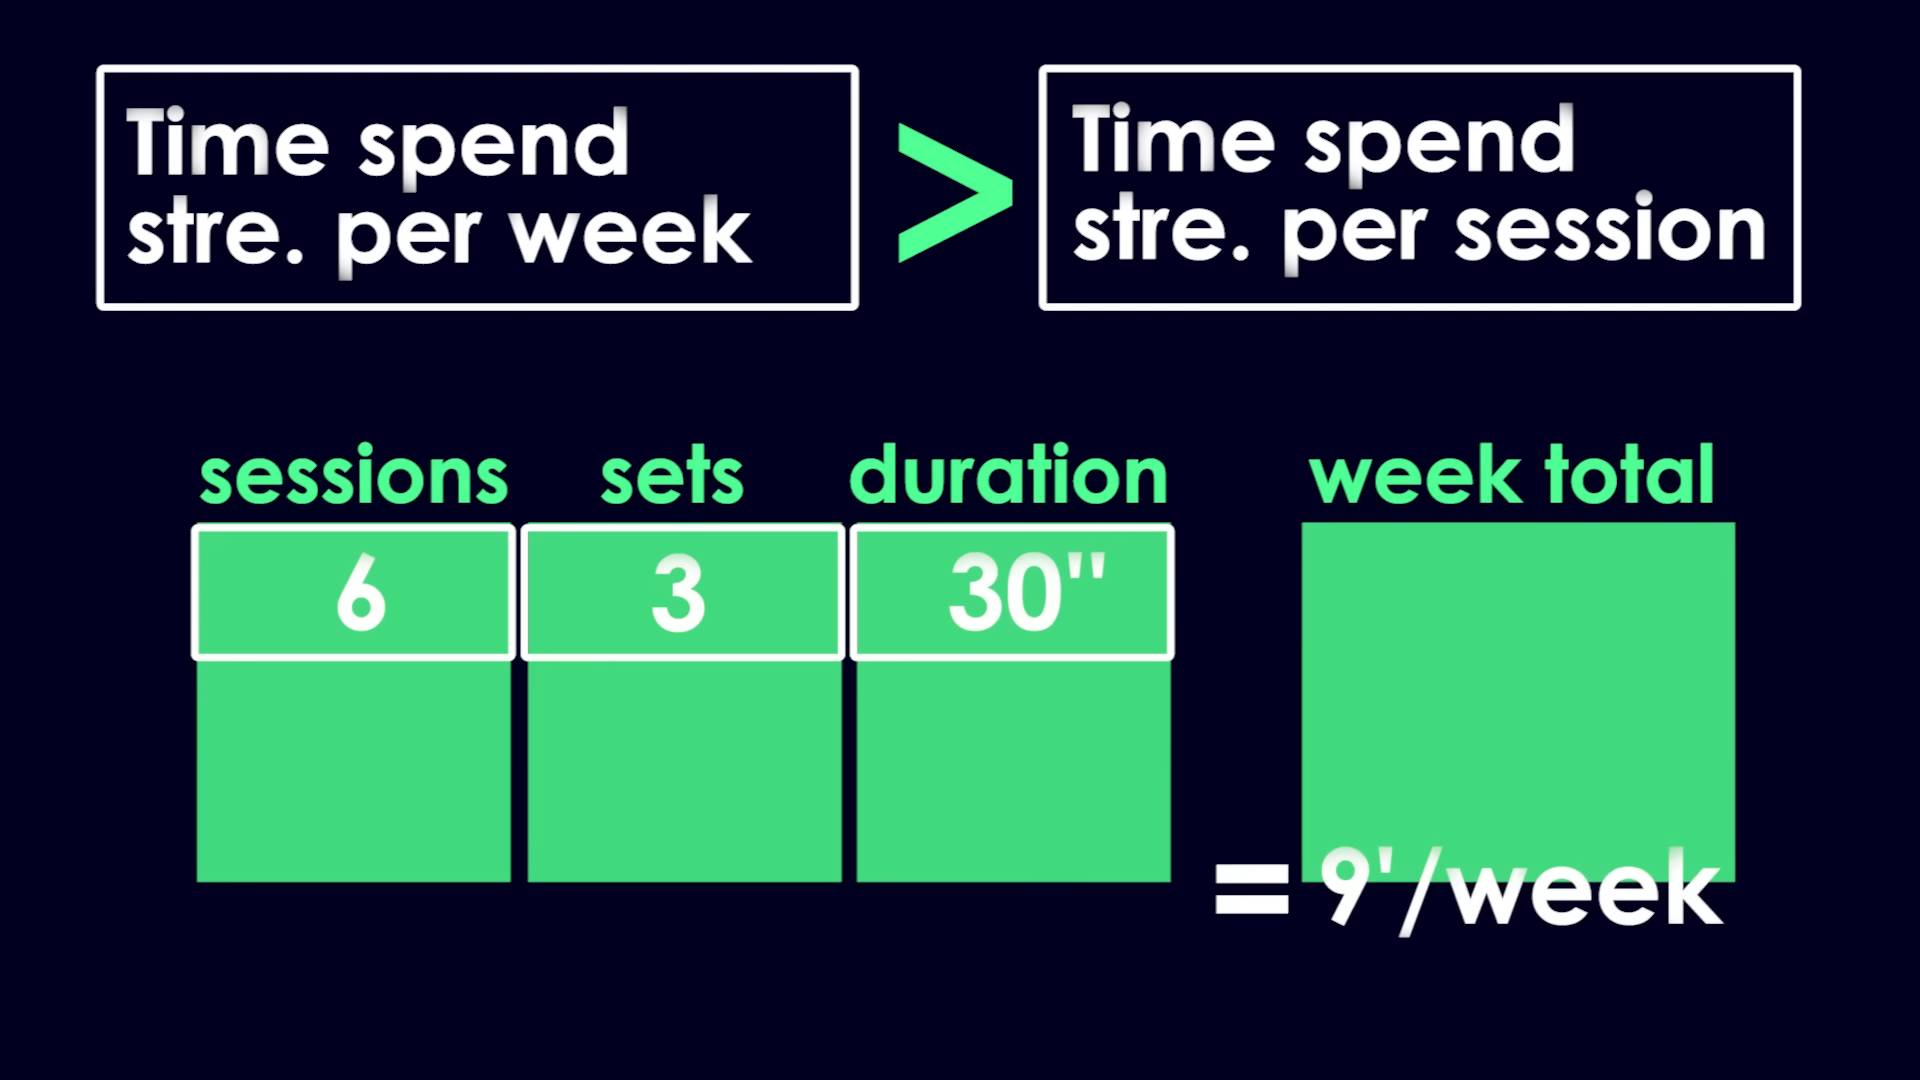 Time spend
stre. per week
>
Time spend
stre. per session
sessions sets duration week total
6 3 30"
= 9'/week